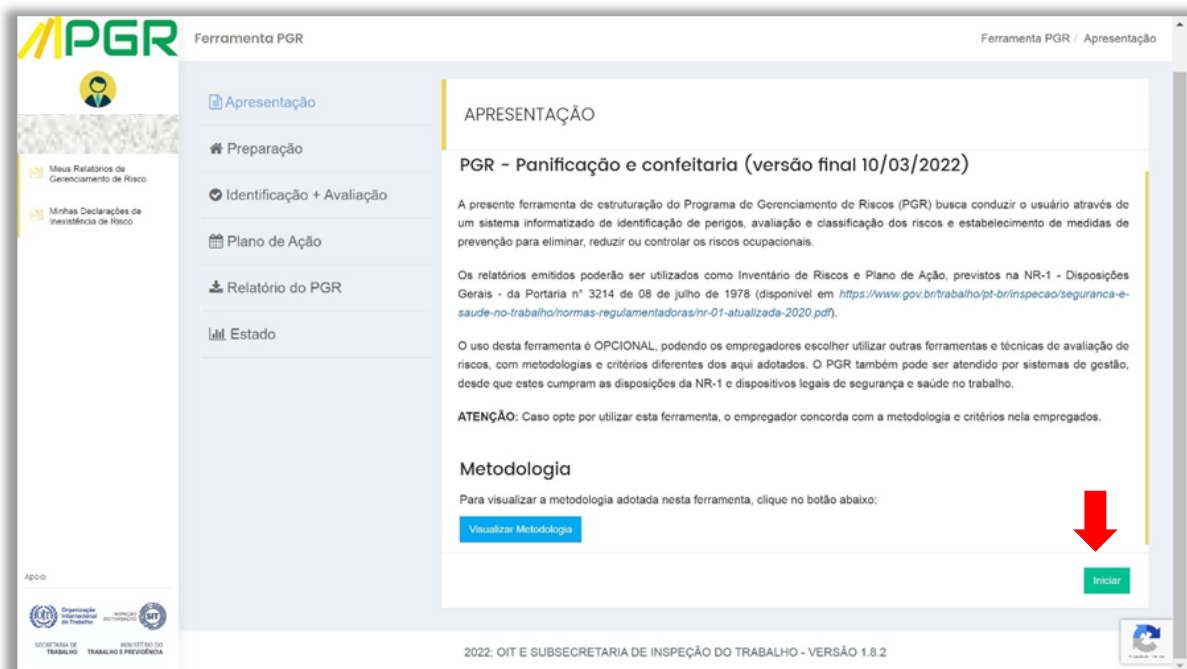 PGR
Ferramenta PGR
Ferramenta PGR / Apresentação
Meus Relatórios de
Gerenciamento de Risco
Minhas Declarações de
Inexistência de Risco
Apresentação
Preparação
Identificação + Avaliação
Plano de Ação
Relatório do PGR
Estado
APRESENTAÇÃO
PGR - Panificação e confeitaria (versão final 10/03/2022)
A presente ferramenta de estruturação do Programa de Gerenciamento de Riscos (PGR) busca conduzir o usuário através de
um sistema informatizado de identificação de perigos, avaliação e classificação dos riscos e estabelecimento de medidas de
prevenção para eliminar, reduzir ou controlar os riscos ocupacionais.
Os relatórios emitidos poderão ser utilizados como Inventário de Riscos e Plano de Ação, previstos na NR-1 - Disposições
Gerais - da Portaria n° 3214 de 08 de julho de 1978 (disponível em https://www.gov.br/trabalho/pt-br/inspecao/seguranca-e-
saude-no-trabalho/normas-regulamentadoras/nr-01-atualizada-2020.pdf).
O uso desta ferramenta é OPCIONAL, podendo os empregadores escolher utilizar outras ferramentas e técnicas de avaliação de
riscos, com metodologias e critérios diferentes dos aqui adotados. O PGR também pode ser atendido por sistemas de gestão,
desde que estes cumpram as disposições da NR-1 e dispositivos legais de segurança e saúde no trabalho.
ATENÇÃO: Caso opte por utilizar esta ferramenta, o empregador concorda com a metodologia e critérios nela empregados.
Metodologia
Para visualizar a metodologia adotada nesta ferramenta, clique no botão abaixo:
Visualizar Metodologia
Iniciar
Apoio:
Organização
Internacional
do Trabalho
INSPEÇÃO
DO TRABALHO
SIT
SECRETARIA DE
TRABALHO
MINISTÉRIO DO
TRABALHO E PREVIDÊNCIA
2022; OIT E SUBSECRETARIA DE INSPEÇÃO DO TRABALHO - VERSÃO 1.8.2